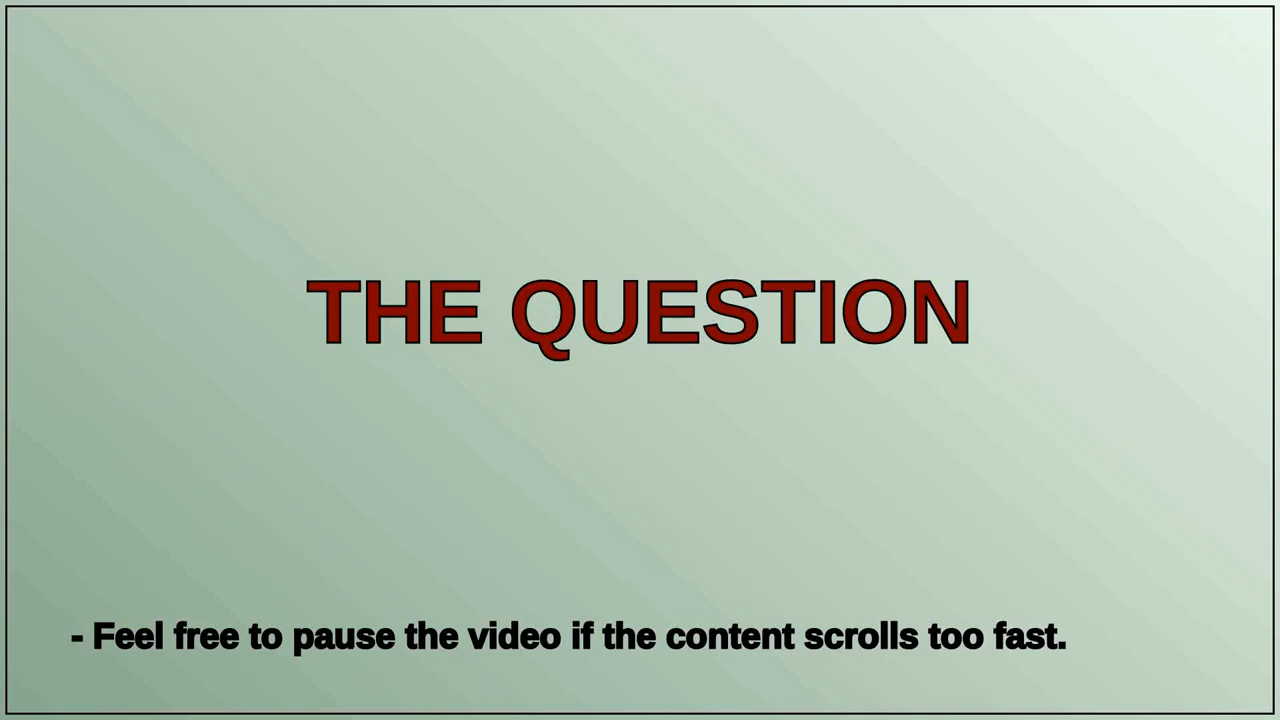 THE QUESTION
- Feel free to pause the video if the content scrolls too fast.